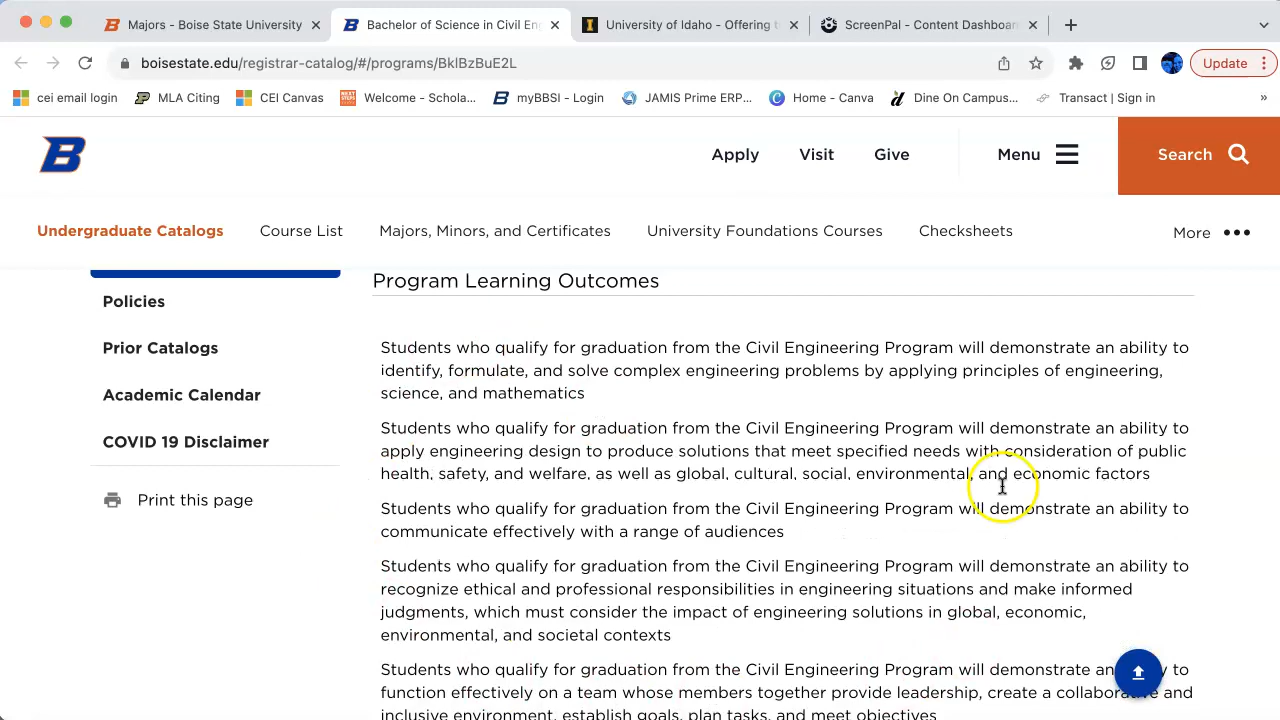 Majors - Boise State University
Bachelor of Science in Civil En
University of Idaho - Offering t
ScreenPal - Content Dashboar
boisestate.edu/registrar-catalog/#/programs/BklBzBuE2L
Update
cei email login
MLA Citing
CEI Canvas
NEXT STEPS
Welcome - Schola...
myBBSI - Login
JAMIS Prime ERP...
Home - Canva
Dine On Campus...
Transact | Sign in
»
B
Apply
Visit
Give
Menu
Search
Undergraduate Catalogs
Course List
Majors, Minors, and Certificates
University Foundations Courses
Checksheets
More
Policies
Prior Catalogs
Academic Calendar
COVID 19 Disclaimer
Print this page
Program Learning Outcomes
Students who qualify for graduation from the Civil Engineering Program will demonstrate an ability to
identify, formulate, and solve complex engineering problems by applying principles of engineering,
science, and mathematics
Students who qualify for graduation from the Civil Engineering Program will demonstrate an ability to
apply engineering design to produce solutions that meet specified needs with consideration of public
health, safety, and welfare, as well as global, cultural, social, environmental, and economic factors
Students who qualify for graduation from the Civil Engineering Program will demonstrate an ability to
communicate effectively with a range of audiences
Students who qualify for graduation from the Civil Engineering Program will demonstrate an ability to
recognize ethical and professional responsibilities in engineering situations and make informed
judgments, which must consider the impact of engineering solutions in global, economic,
environmental, and societal contexts
Students who qualify for graduation from the Civil Engineering Program will demonstrate an ability to
function effectively on a team whose members together provide leadership, create a collaborative and
inclusive environment, establish goals, plan tasks, and meet objectives